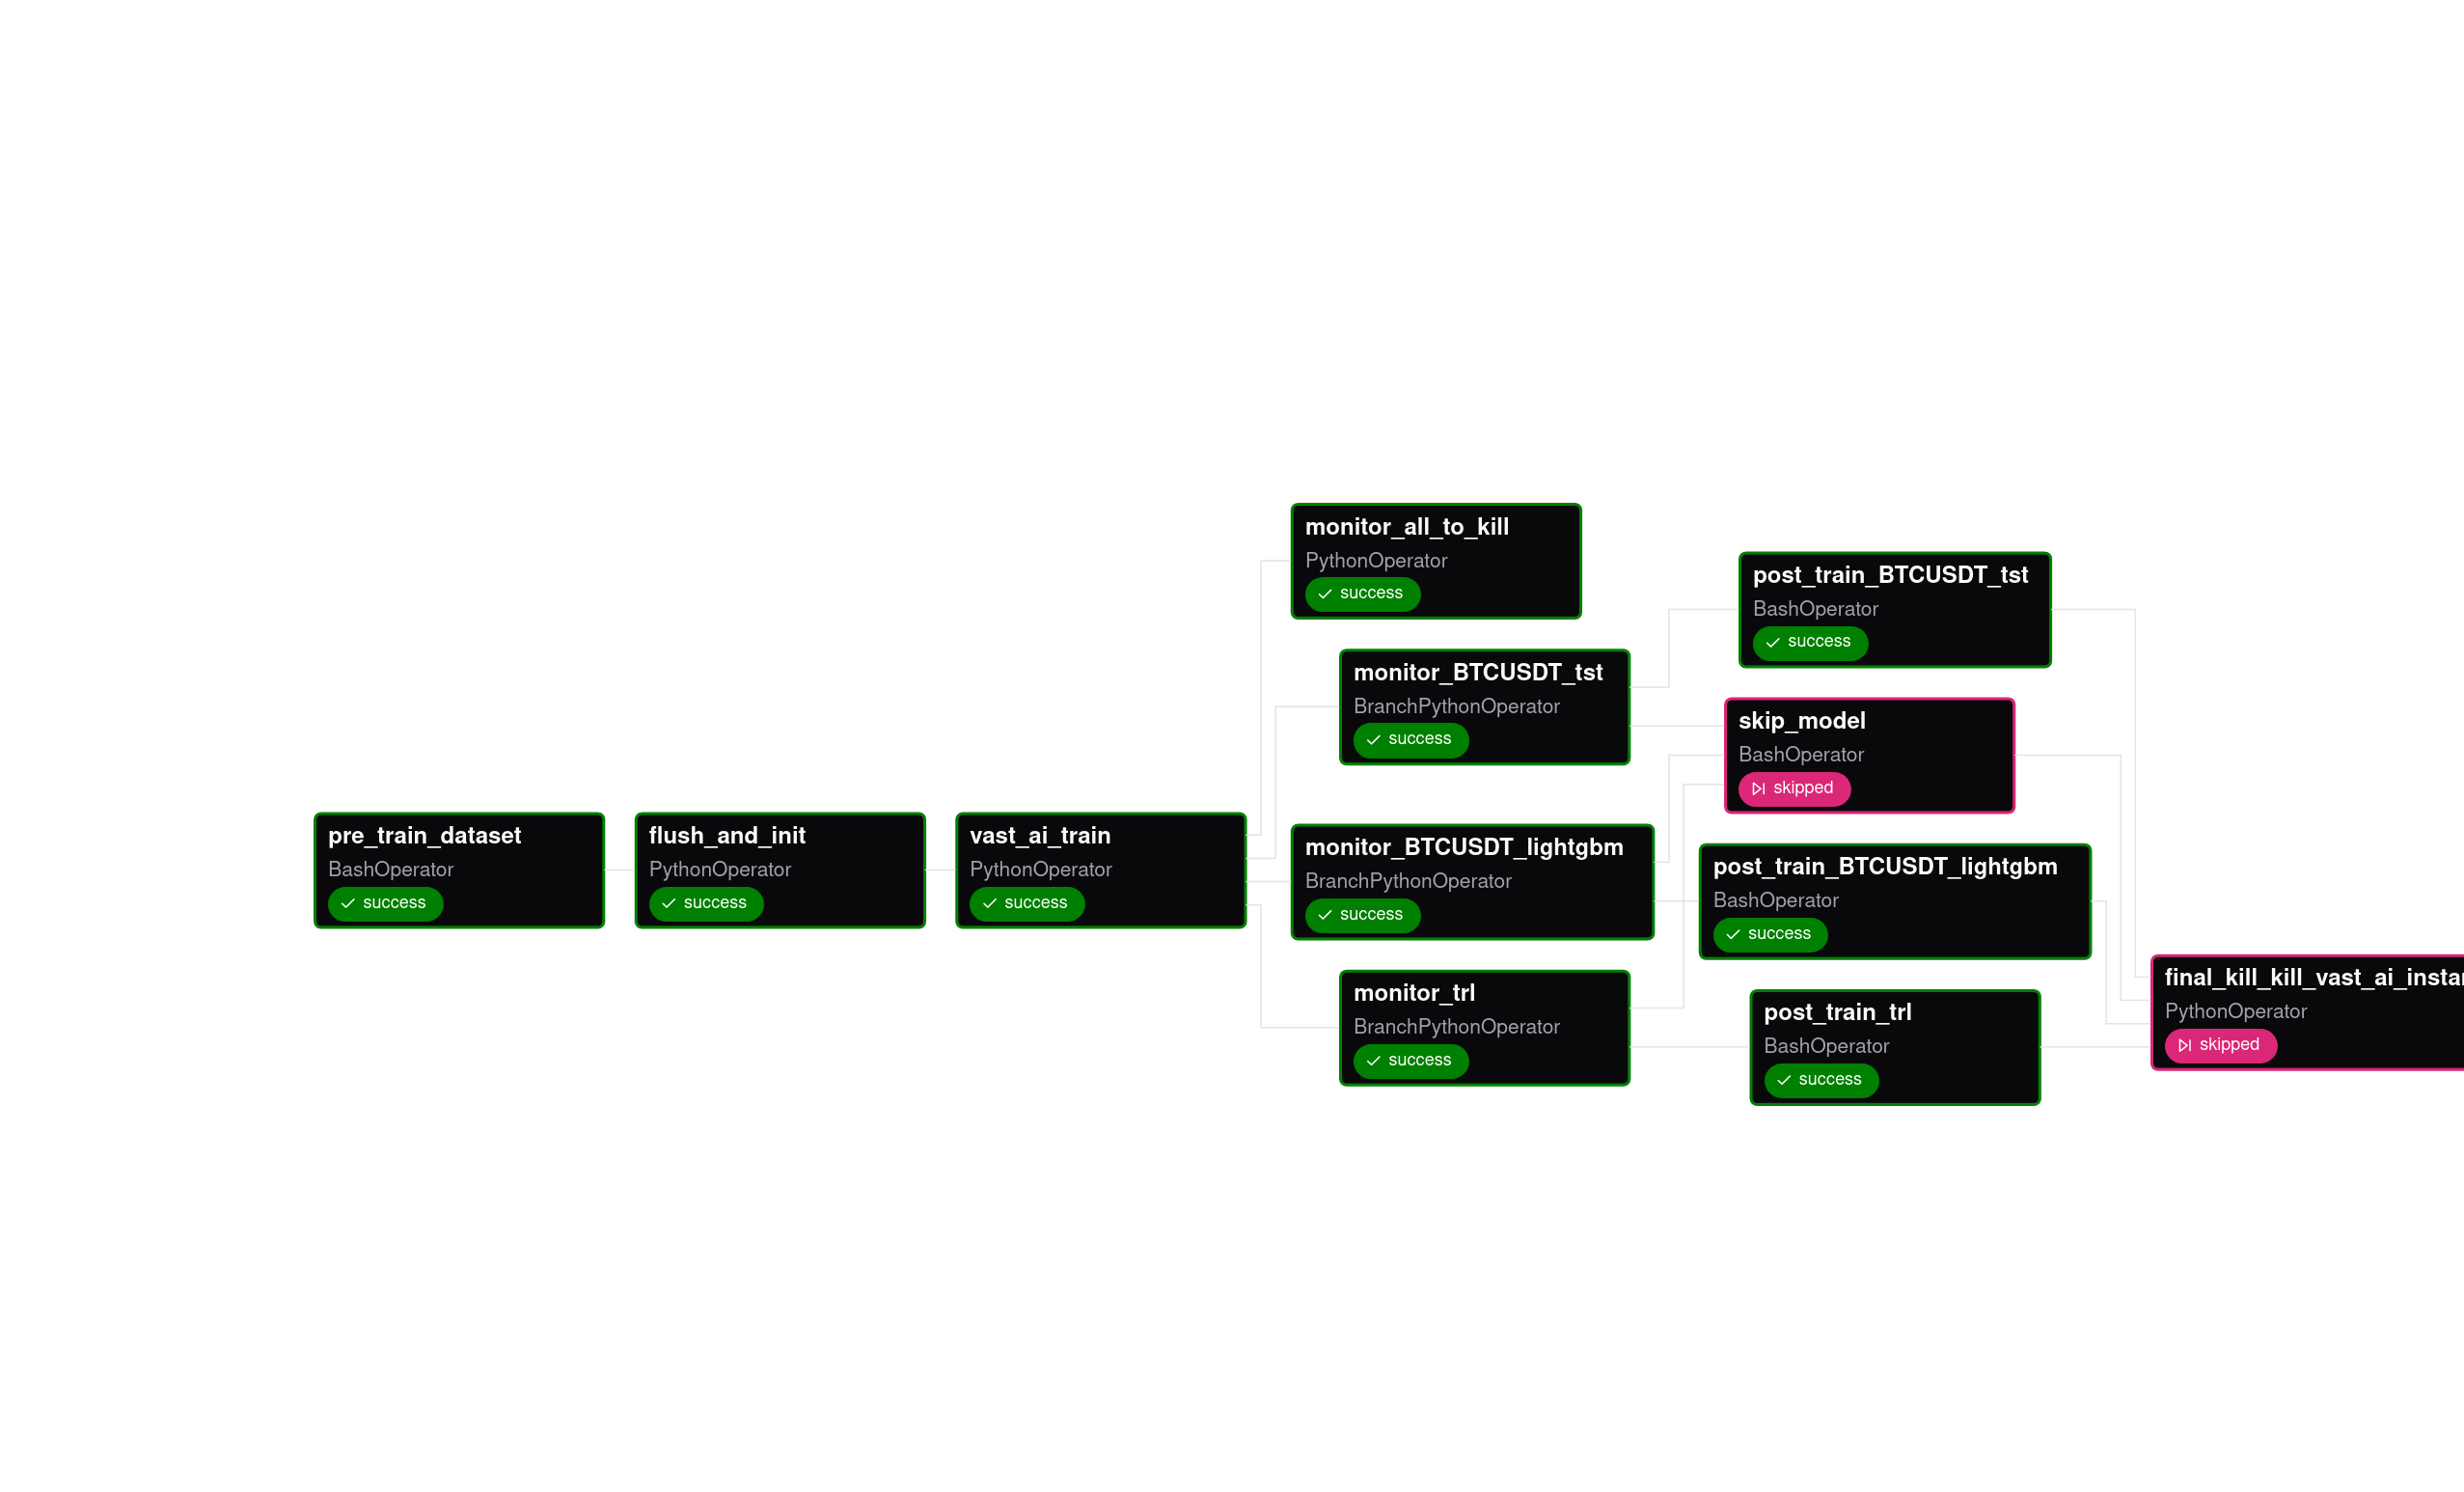 monitor_all_to_kill
PythonOperator
success
post_train_BTCUSDT_tst
BashOperator
success
monitor_BTCUSDT_tst
BranchPythonOperator
success
skip_model
BashOperator
skipped
pre_train_dataset
BashOperator
success
flush_and_init
PythonOperator
success
vast_ai_train
PythonOperator
success
monitor_BTCUSDT_lightgbm
BranchPythonOperator
success
post_train_BTCUSDT_lightgbm
BashOperator
success
monitor_trl
BranchPythonOperator
success
post_train_trl
BashOperator
success
final_kill_kill_vast_ai_insta
PythonOperator
skipped